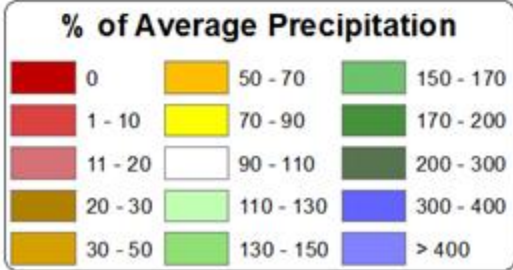 % of Average Precipitation
0
1 - 10
11 - 20
20 - 30
30 - 50
50 - 70
70 - 90
90 - 110
110 - 130
130 - 150
150 - 170
170 - 200
200 - 300
300 - 400
> 400